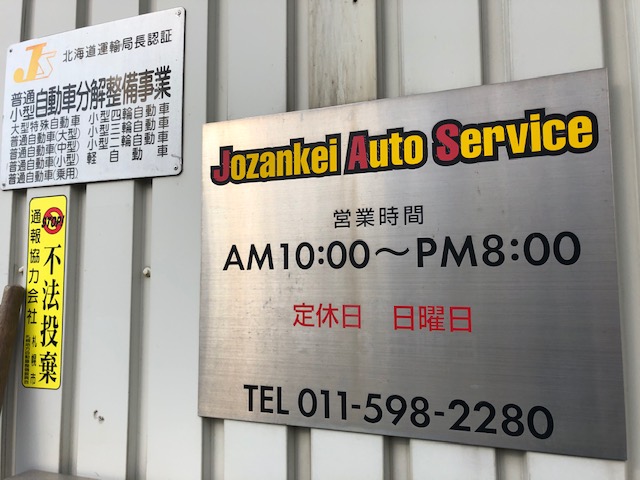 JS 北海道運輸局長認証
普通
小型
自動車分解整備事業
大型特殊自動車
普通自動車(大型)
普通自動車(中型)
普通自動車(小型)
普通自動車(乗用)
小型四輪自動車
小型三輪自動車
小型二輪自動車
軽自動車
STOP!
不法投棄
通報協力会社 札幌市
Jozankei Auto Service
営業時間
AM10:00～PM8:00
定休日 日曜日
TEL 011-598-2280